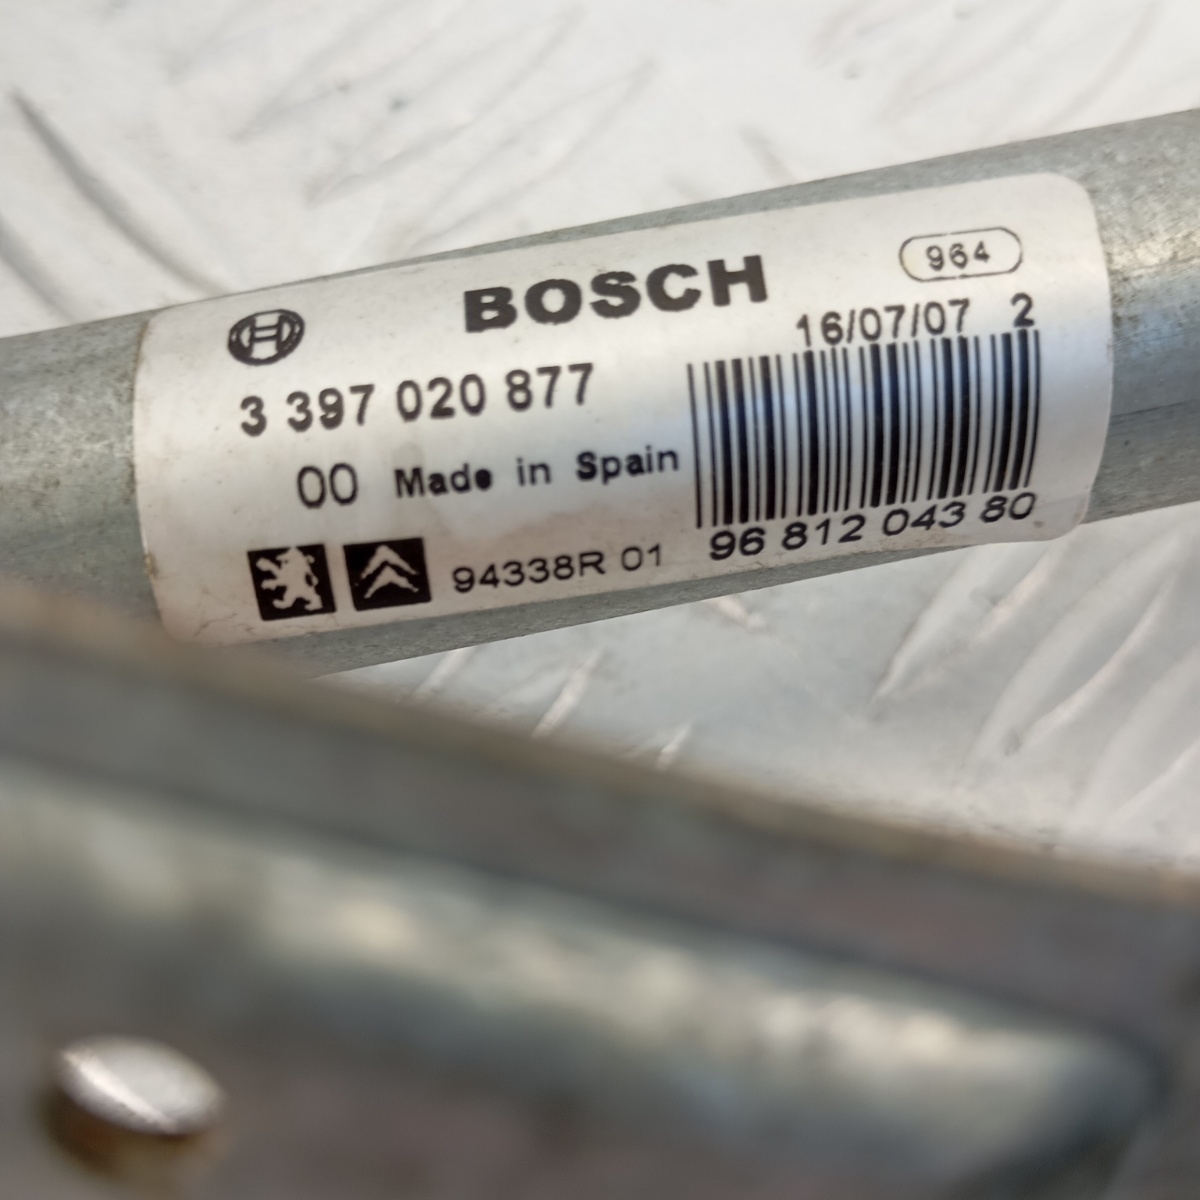 BOSCH
964
16/07/07 2
3 397 020 877
00 Made in Spain
94338R 01
96 812 043 80